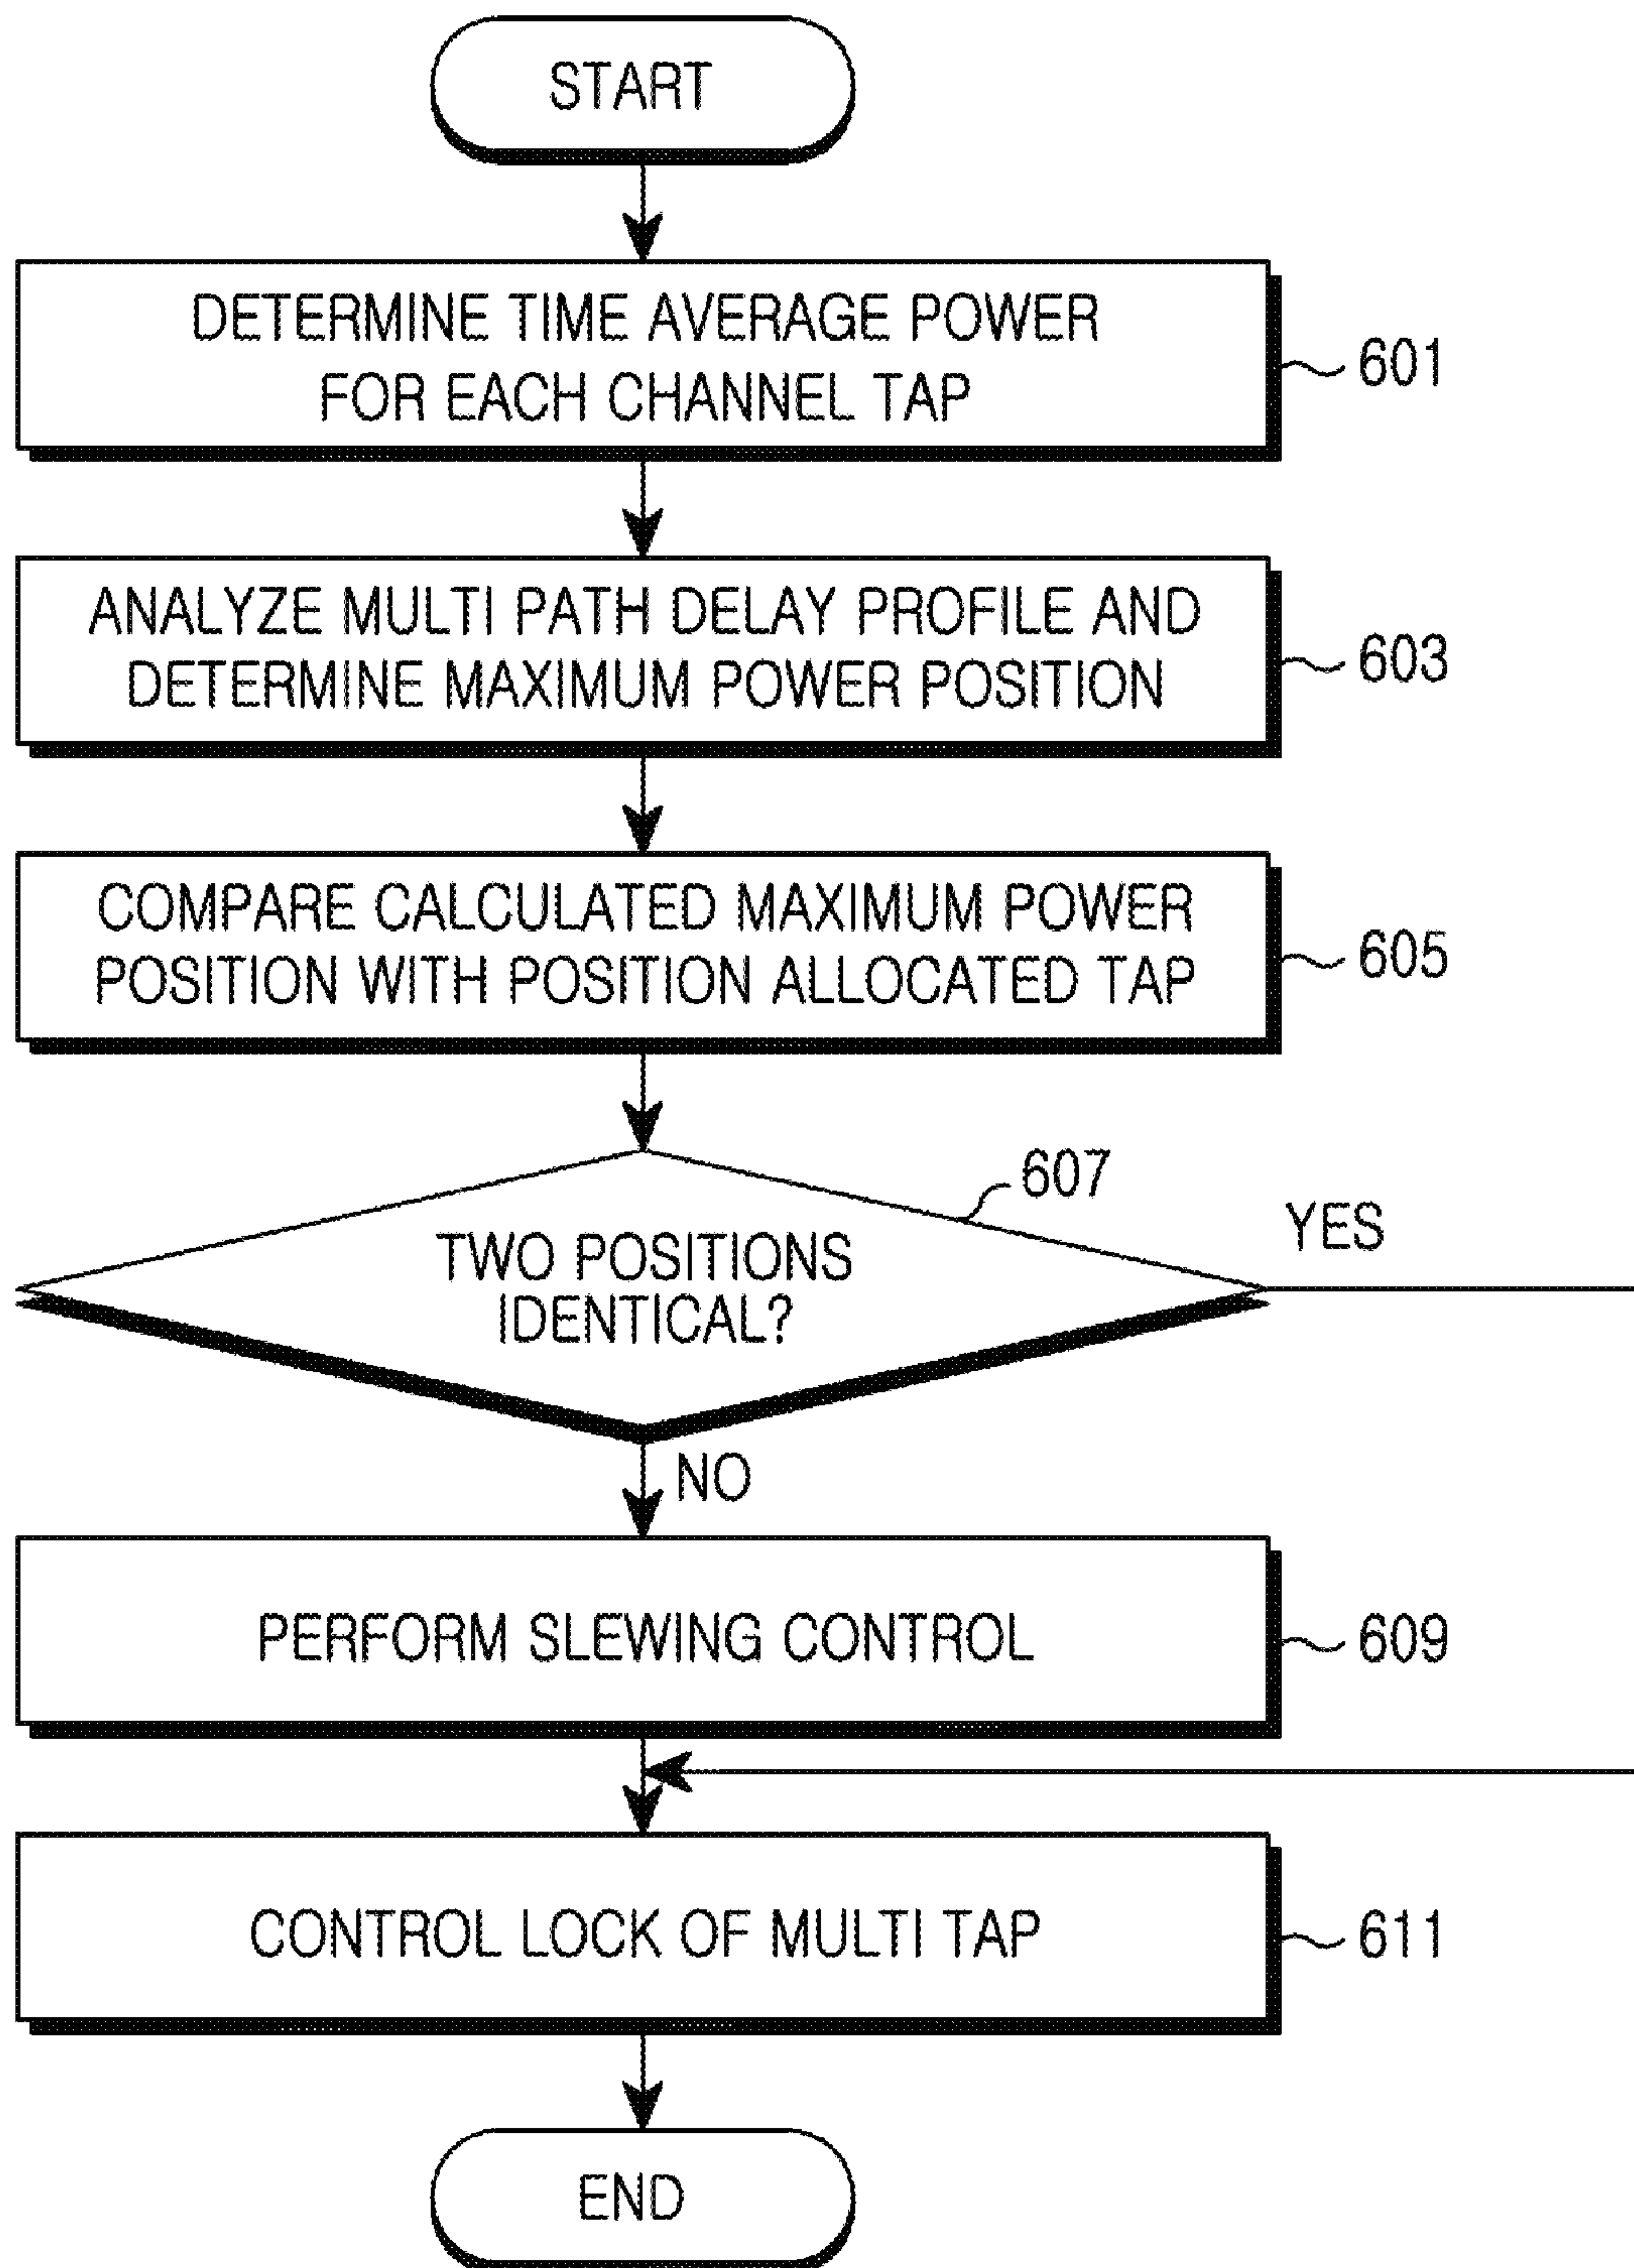 START
DETERMINE TIME AVERAGE POWER
FOR EACH CHANNEL TAP
601
ANALYZE MULTI PATH DELAY PROFILE AND
DETERMINE MAXIMUM POWER POSITION
603
COMPARE CALCULATED MAXIMUM POWER
POSITION WITH POSITION ALLOCATED TAP
605
607
YES
TWO POSITIONS
IDENTICAL?
NO
PERFORM SLEWING CONTROL
609
CONTROL LOCK OF MULTI TAP
611
END